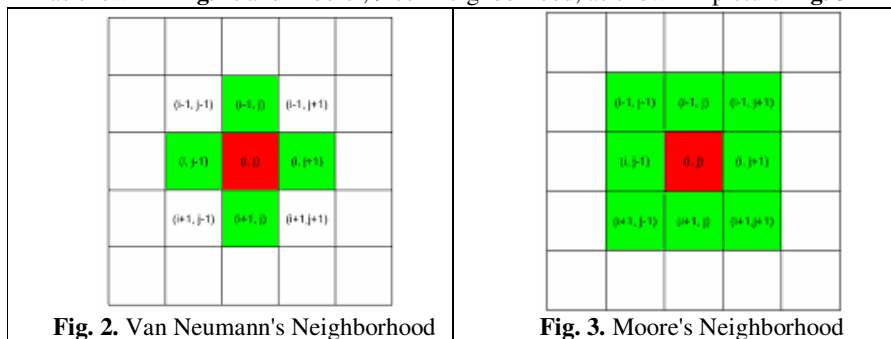 (i-1, j-1) (i-1, j) (i-1, j+1)
(i, j-1) (i, j) (i, j+1)
(i+1, j-1) (i+1, j) (i+1,j+1)
Fig. 2. Van Neumann's Neighborhood
(i-1, j-1) (i-1, j) (i-1, j+1)
(i, j-1) (i, j) (i, j+1)
(i+1, j-1) (i+1, j) (i+1,j+1)
Fig. 3. Moore's Neighborhood